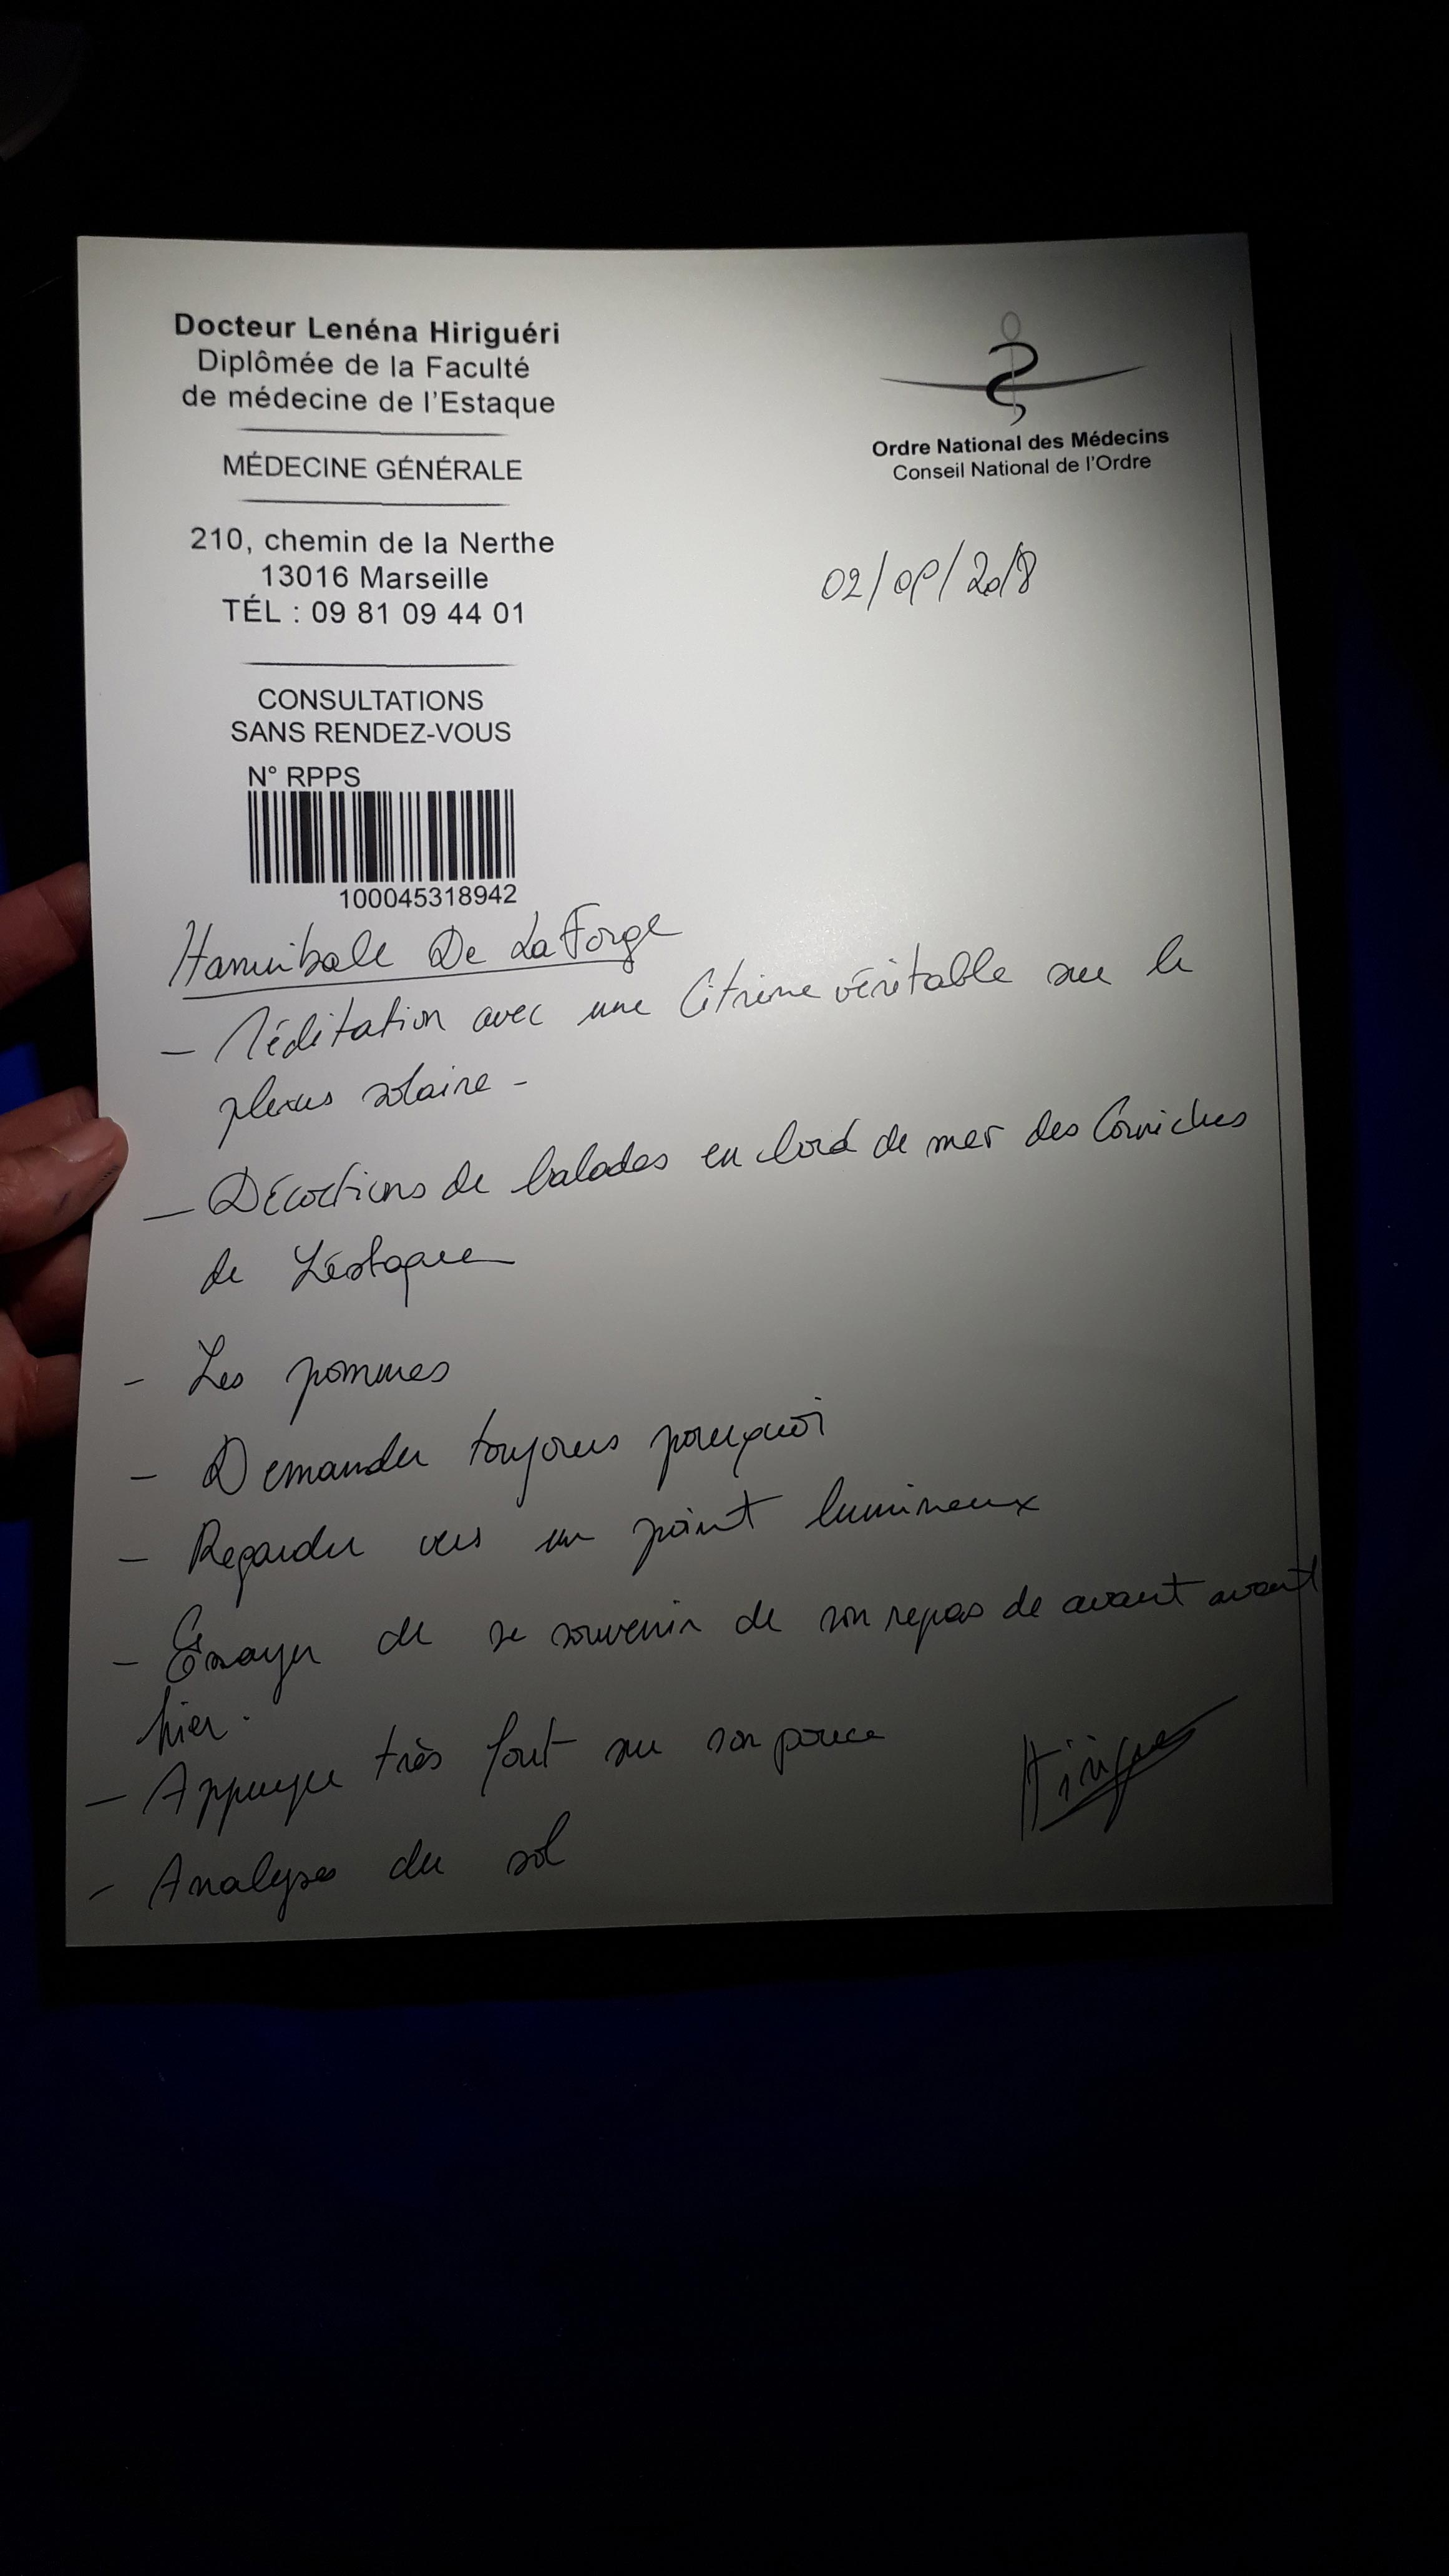 Docteur Lenéna Hiriguéri
Diplômée de la Faculté
de médecine de l'Estaque
MÉDECINE GÉNÉRALE
210, chemin de la Nerthe
13016 Marseille
TÉL : 09 81 09 44 01
CONSULTATIONS
SANS RENDEZ-VOUS
N° RPPS
100045318942
Ordre National des Médecins
Conseil National de l'Ordre
02/09/2018
Hannibale De La Forge
- Méditation avec une Citrine véritable sur le
plexus solaire -
- Décoctions de balades en bord de mer des Corniches
de Léstaque
- Les pommes
- Demander toujours pourquoi
- Regarder vers un point lumineux
- Essayer de se souvenir de son repas de avant avant
hier.
- Appuyer très fort sur son pouce
- Analyses du sol